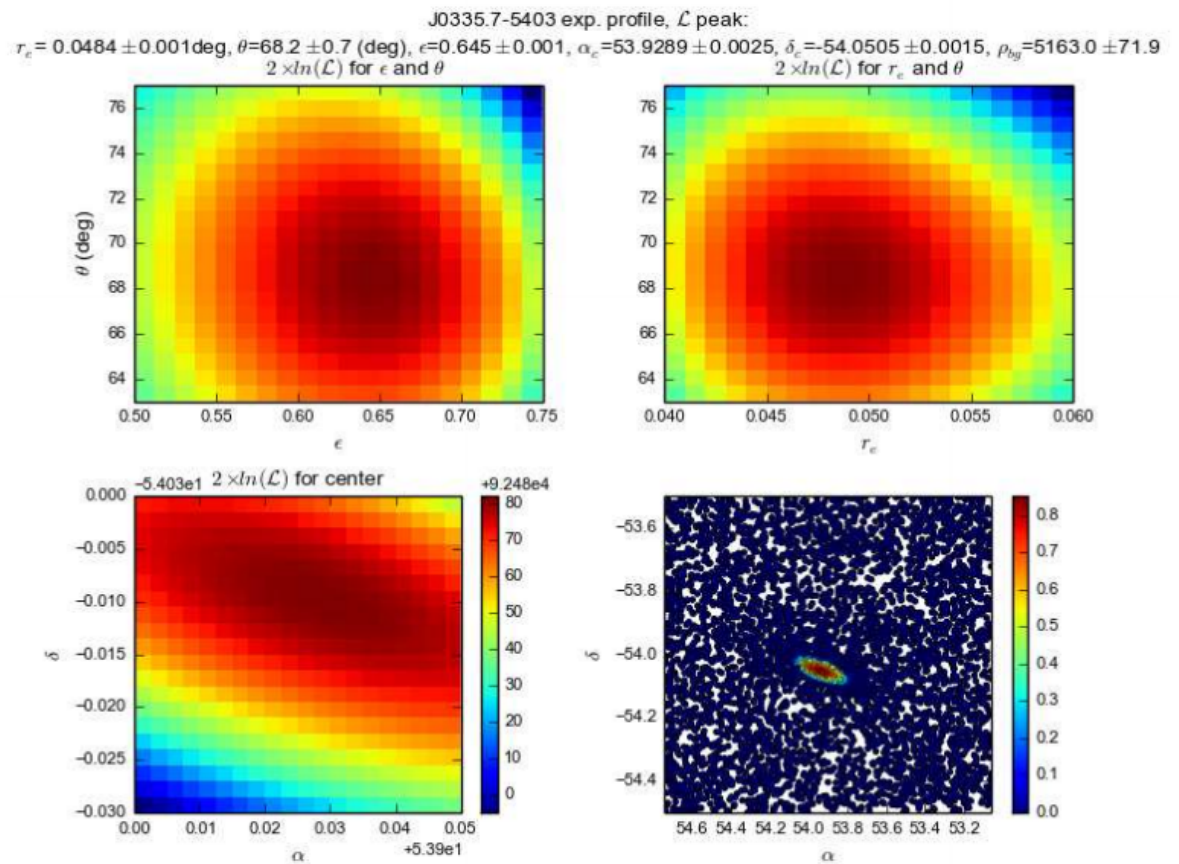 J0335.7-5403 exp. profile, ℒ peak:
r_e = 0.0484 ±0.001deg, θ=68.2 ±0.7 (deg), ϵ=0.645 ±0.001, α_c=53.9289 ±0.0025, δ_c=-54.0505 ±0.0015, ρ_bg=5163.0 ±71.9
2 ×ln(ℒ) for ϵ and θ
2 ×ln(ℒ) for r_e and θ
76
74
72
70
68
66
64
θ (deg)
0.50 0.55 0.60 0.65 0.70 0.75
ϵ
76
74
72
70
68
66
64
0.040 0.045 0.050 0.055 0.060
r_e
−5.403e1 2 ×ln(ℒ) for center +9.248e4
0.000
−0.005
−0.010
−0.015
−0.020
−0.025
−0.030
δ
0.00 0.01 0.02 0.03 0.04 0.05
α +5.39e1
80
70
60
50
40
30
20
10
0
−53.6
−53.8
−54.0
−54.2
−54.4
δ
54.6 54.4 54.2 54.0 53.8 53.6 53.4 53.2
α
0.8
0.7
0.6
0.5
0.4
0.3
0.2
0.1
0.0